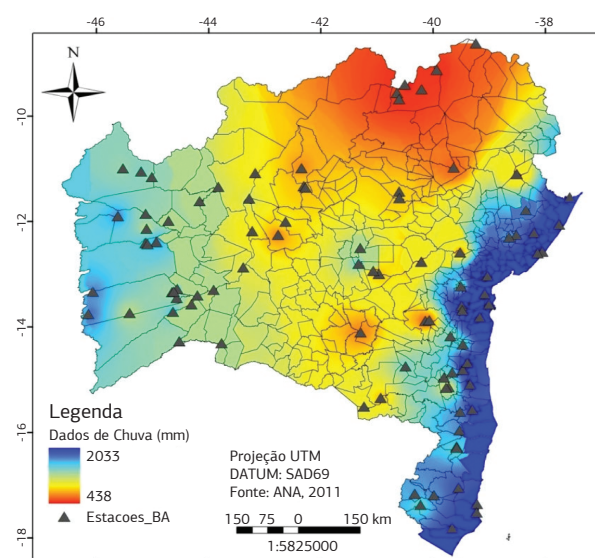 -46 -44 -42 -40 -38
N
-10
-12
-14
-16
-18
Legenda
Dados de Chuva (mm)
2033
438
Estacoes_BA
Projeção UTM
DATUM: SAD69
Fonte: ANA, 2011
150 75 0 150 km
1:5825000